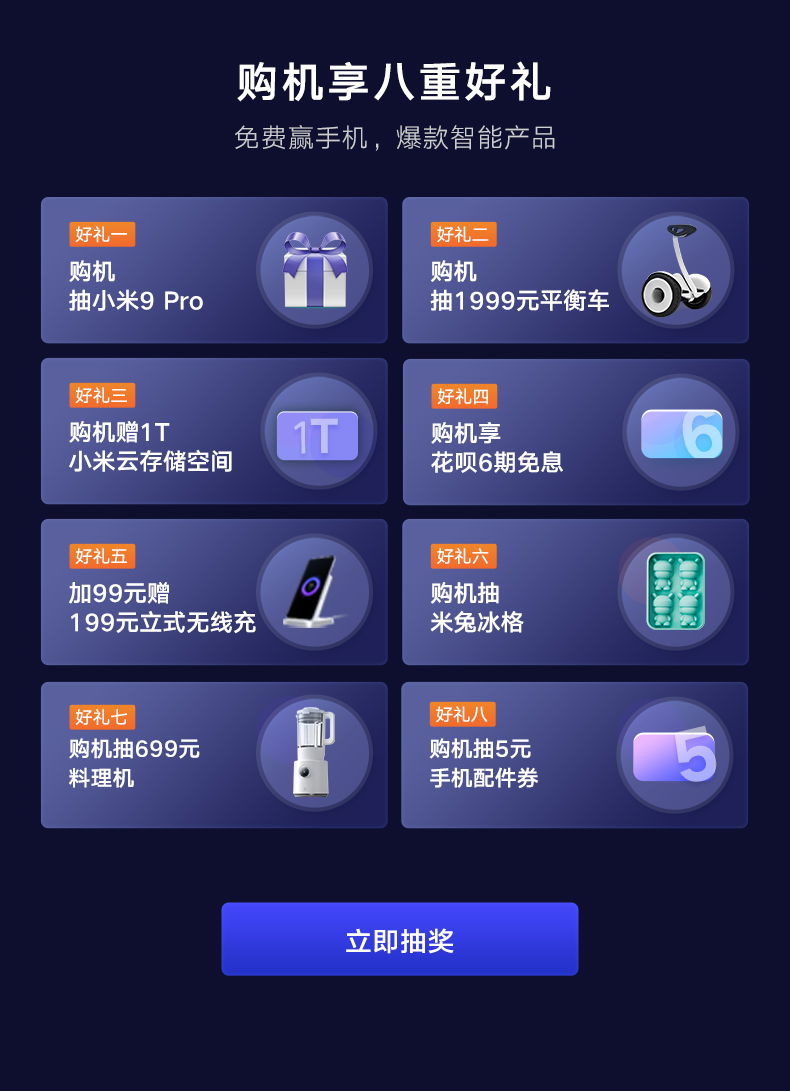 购机享八重好礼
免费赢手机，爆款智能产品
好礼一
购机
抽小米9 Pro
好礼二
购机
抽1999元平衡车
好礼三
购机赠1T
小米云存储空间
1T
好礼四
购机享
花呗6期免息
6
好礼五
加99元赠
199元立式无线充
好礼六
购机抽
米兔冰格
好礼七
购机抽699元
料理机
好礼八
购机抽5元
手机配件券
5
立即抽奖